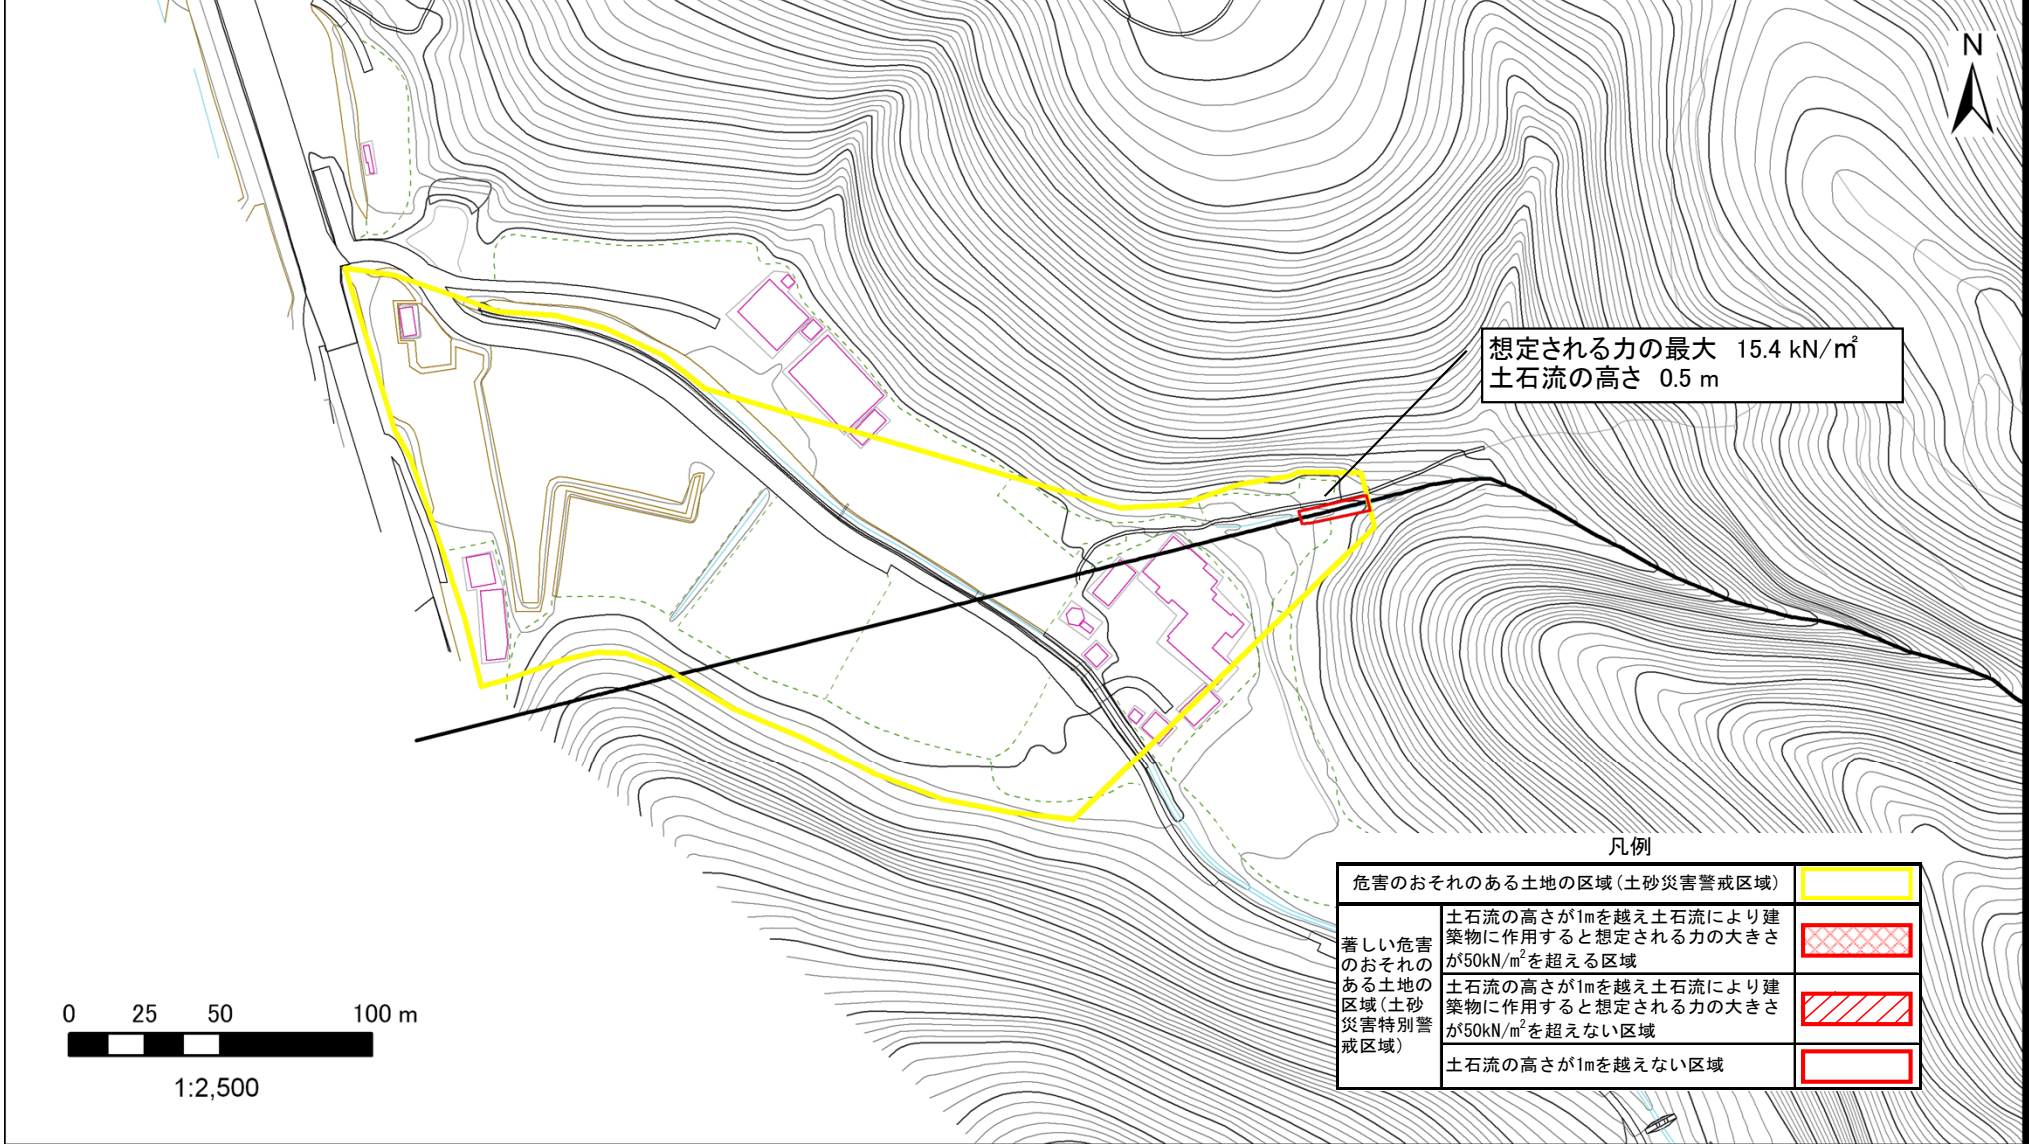 N
想定される力の最大 15.4 kN/㎡
土石流の高さ 0.5 m
凡例
危害のおそれのある土地の区域(土砂災害警戒区域)
著しい危害
のおそれの
ある土地の
区域(土砂
災害特別警
戒区域)
土石流の高さが1mを越え土石流により建
築物に作用すると想定される力の大きさ
が50kN/m²を超える区域
土石流の高さが1mを越え土石流により建
築物に作用すると想定される力の大きさ
が50kN/m²を超えない区域
土石流の高さが1mを越えない区域
0 25 50 100 m
1:2,500